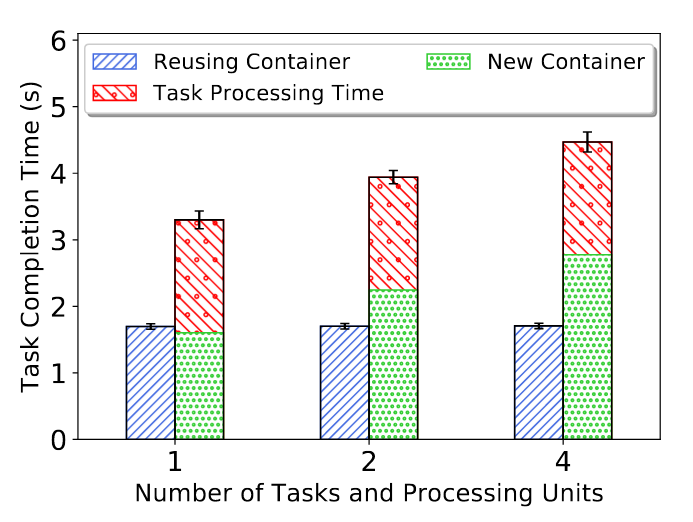 6
5
4
3
2
1
0
Task Completion Time (s)
Reusing Container
New Container
Task Processing Time
1
2
4
Number of Tasks and Processing Units